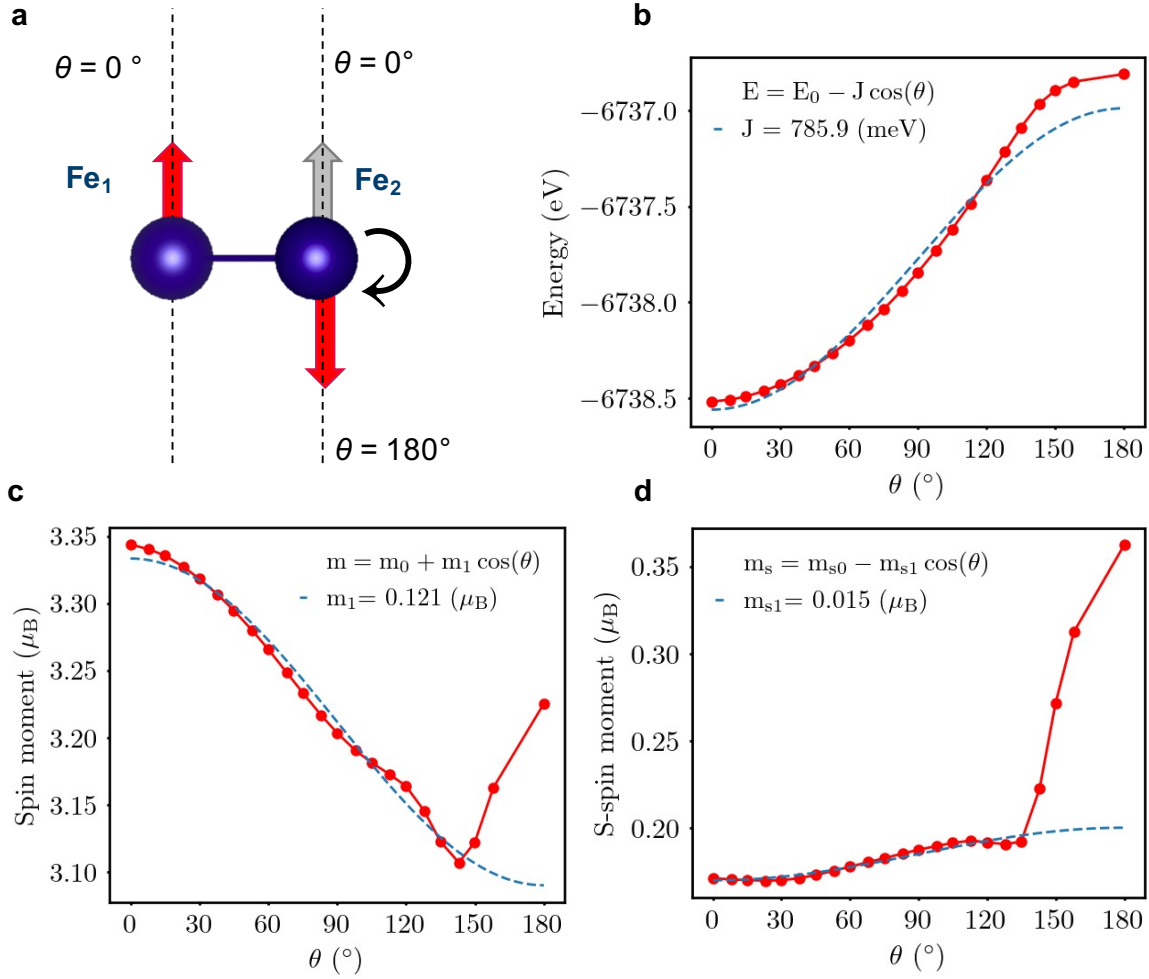 a
θ = 0 °
θ = 0°
Fe₁
Fe₂
θ = 180°
b
E = E₀ − J cos(θ)
J = 785.9 (meV)
Energy (eV)
−6737.0
−6737.5
−6738.0
−6738.5
0 30 60 90 120 150 180
θ (°)
c
m = m₀ + m₁ cos(θ)
m₁= 0.121 (μ_B)
Spin moment (μ_B)
3.35
3.30
3.25
3.20
3.15
3.10
0 30 60 90 120 150 180
θ (°)
d
mₛ = mₛ₀ − mₛ₁ cos(θ)
mₛ₁= 0.015 (μ_B)
S-spin moment (μ_B)
0.35
0.30
0.25
0.20
0 30 60 90 120 150 180
θ (°)